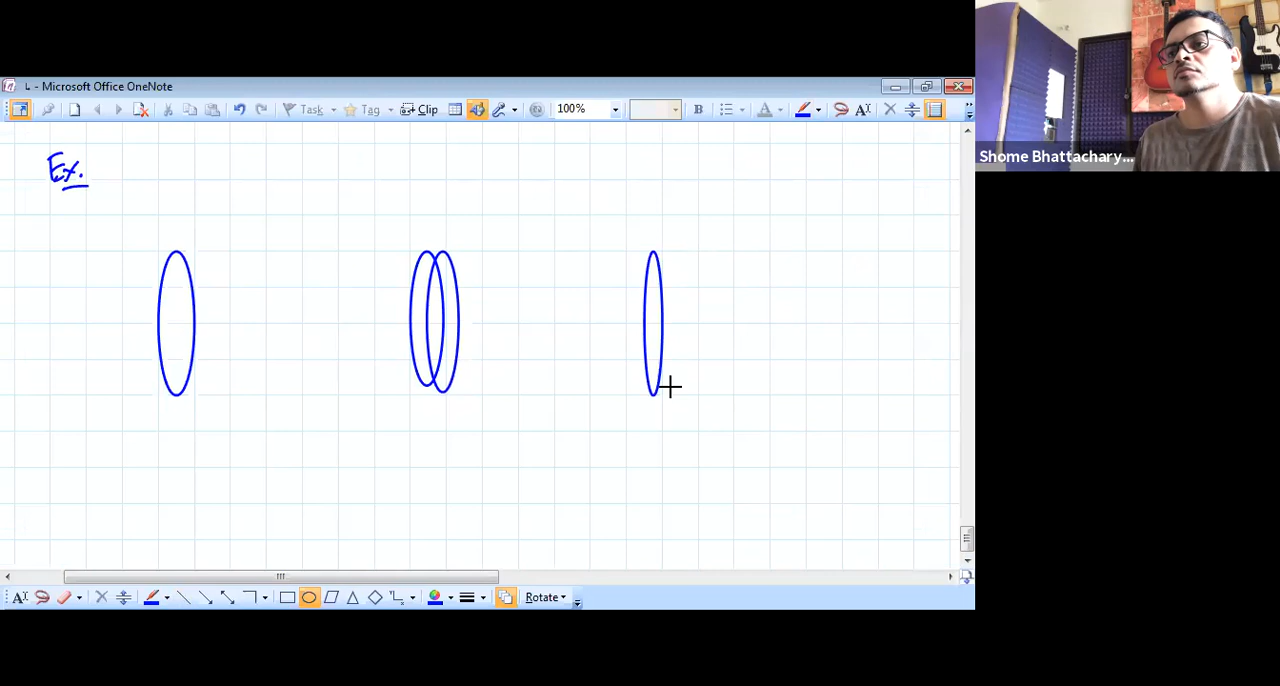 ↳ - Microsoft Office OneNote
Task Tag Clip 100% B A A
Ex.
Shome Bhattachary...
A Rotate